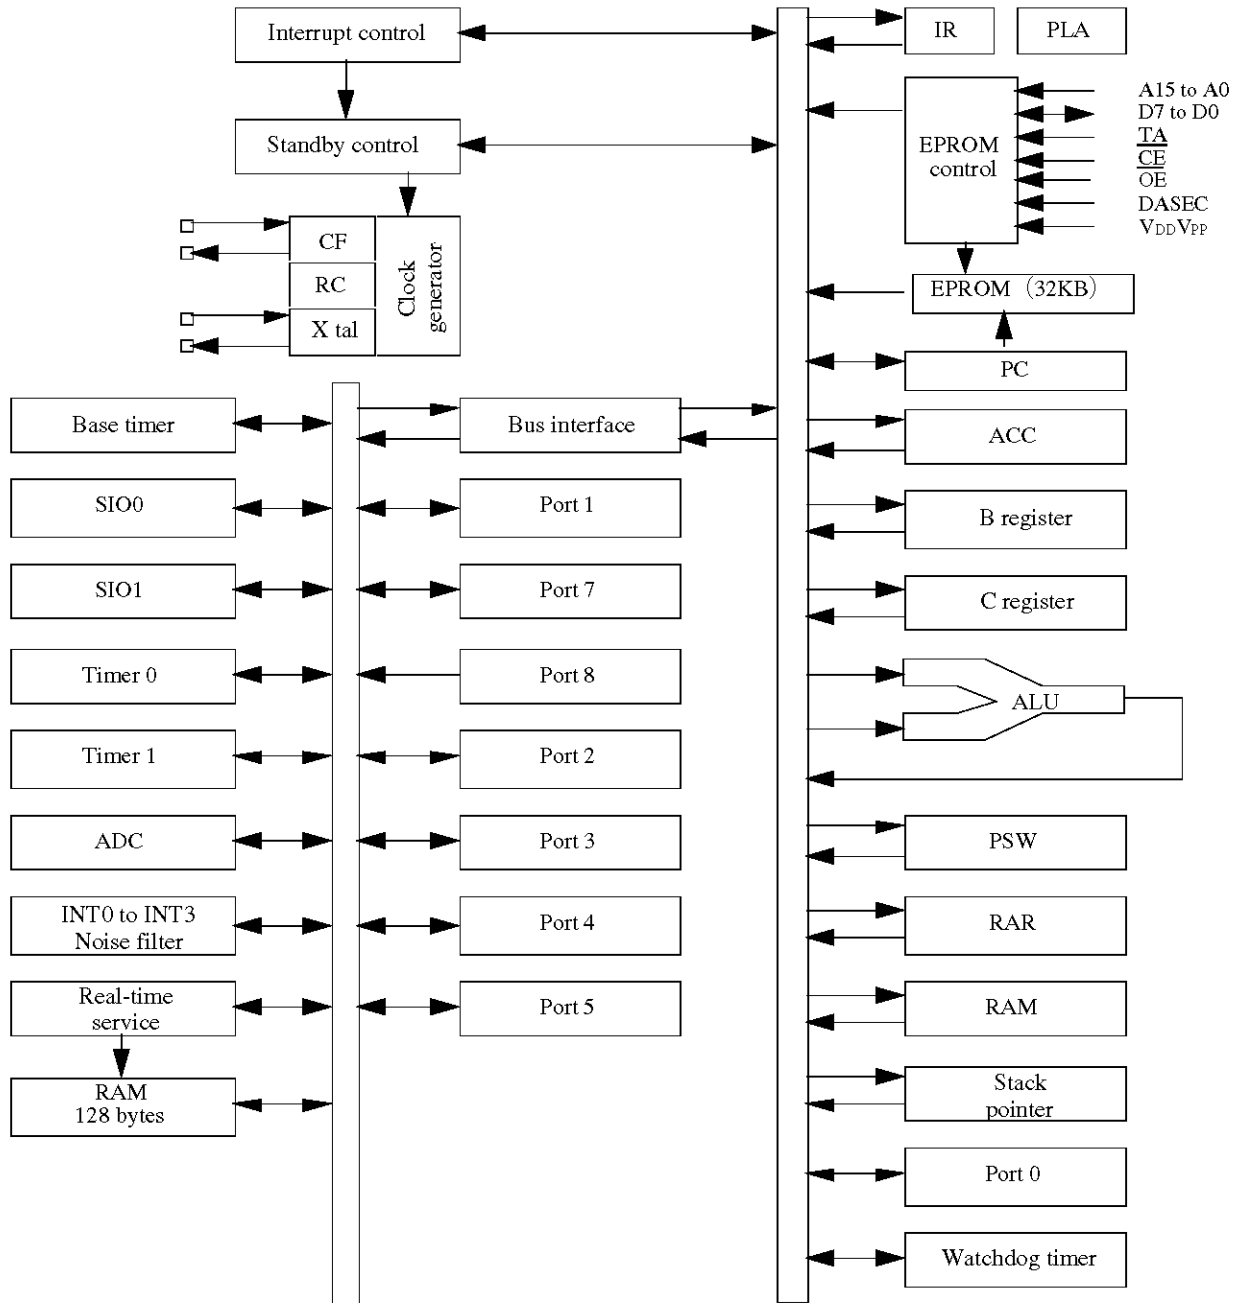 Interrupt control
IR
PLA
Standby control
EPROM
control
A15 to A0
D7 to D0
TA
CE
OE
DASEC
VDDVPP
CF
RC
X tal
Clock
generator
EPROM (32KB)
PC
Base timer
Bus interface
ACC
SIO0
Port 1
B register
SIO1
Port 7
C register
Timer 0
Port 8
ALU
Timer 1
Port 2
ADC
Port 3
PSW
INT0 to INT3
Noise filter
Port 4
RAR
Real-time
service
Port 5
RAM
RAM
128 bytes
Stack
pointer
Port 0
Watchdog timer